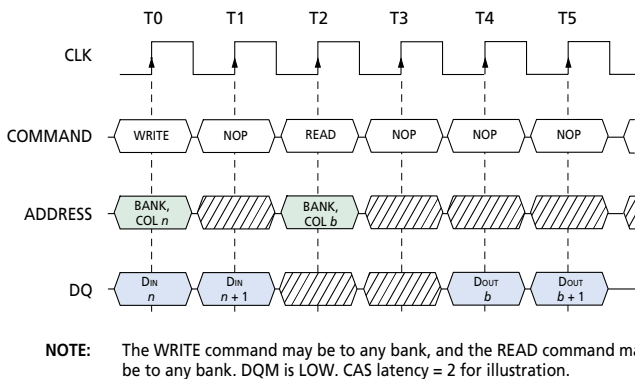 T0 T1 T2 T3 T4 T5
CLK
COMMAND WRITE NOP READ NOP NOP NOP
ADDRESS BANK, COL n BANK, COL b
DQ DIN n DIN n + 1 DOUT b DOUT b + 1
NOTE: The WRITE command may be to any bank, and the READ command ma
be to any bank. DQM is LOW. CAS latency = 2 for illustration.